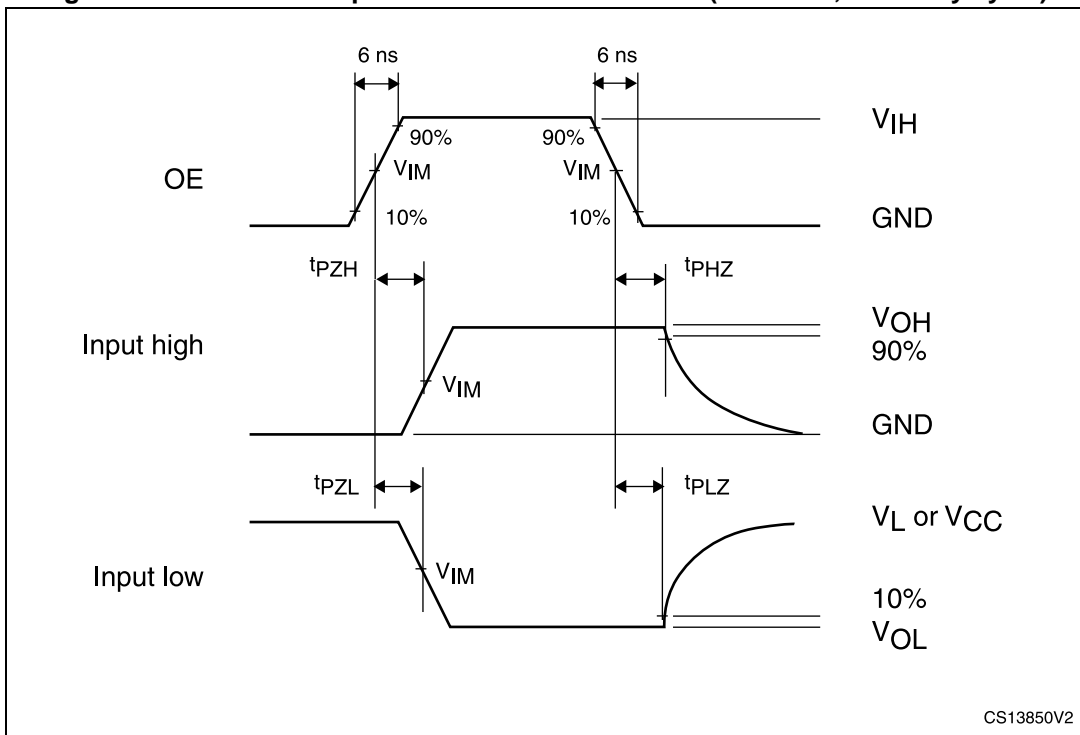 6 ns
6 ns
90%
90%
VIH
OE
VIM
VIM
10%
10%
GND
tPZH
tPHZ
Input high
VOH
90%
VIM
GND
tPZL
tPLZ
VL or VCC
Input low
VIM
10%
VOL
CS13850V2